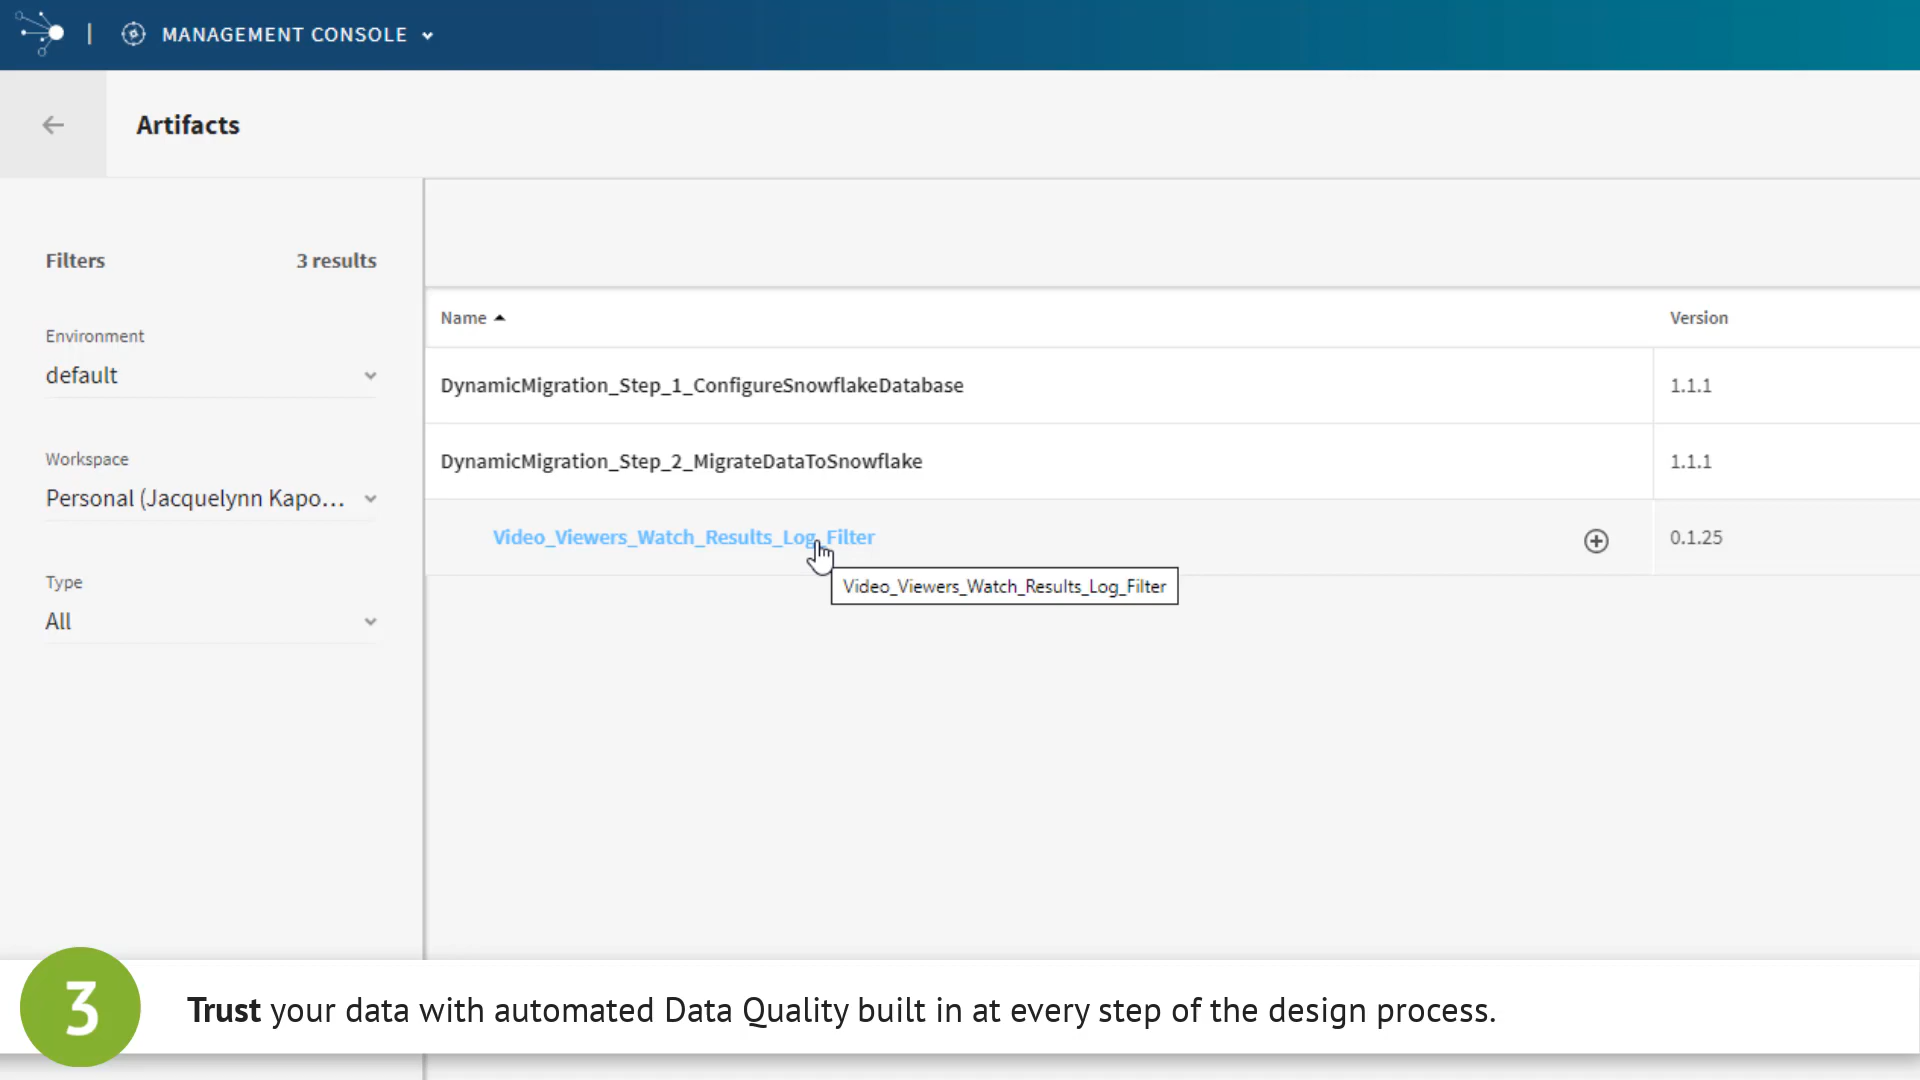 MANAGEMENT CONSOLE
Artifacts
Filters 3 results
Environment
default
Workspace
Personal (Jacquelynn Kapo...
Type
All
Name Version
DynamicMigration_Step_1_ConfigureSnowflakeDatabase 1.1.1
DynamicMigration_Step_2_MigrateDataToSnowflake 1.1.1
Video_Viewers_Watch_Results_Log_Filter 0.1.25
Video_Viewers_Watch_Results_Log_Filter
3 Trust your data with automated Data Quality built in at every step of the design process.